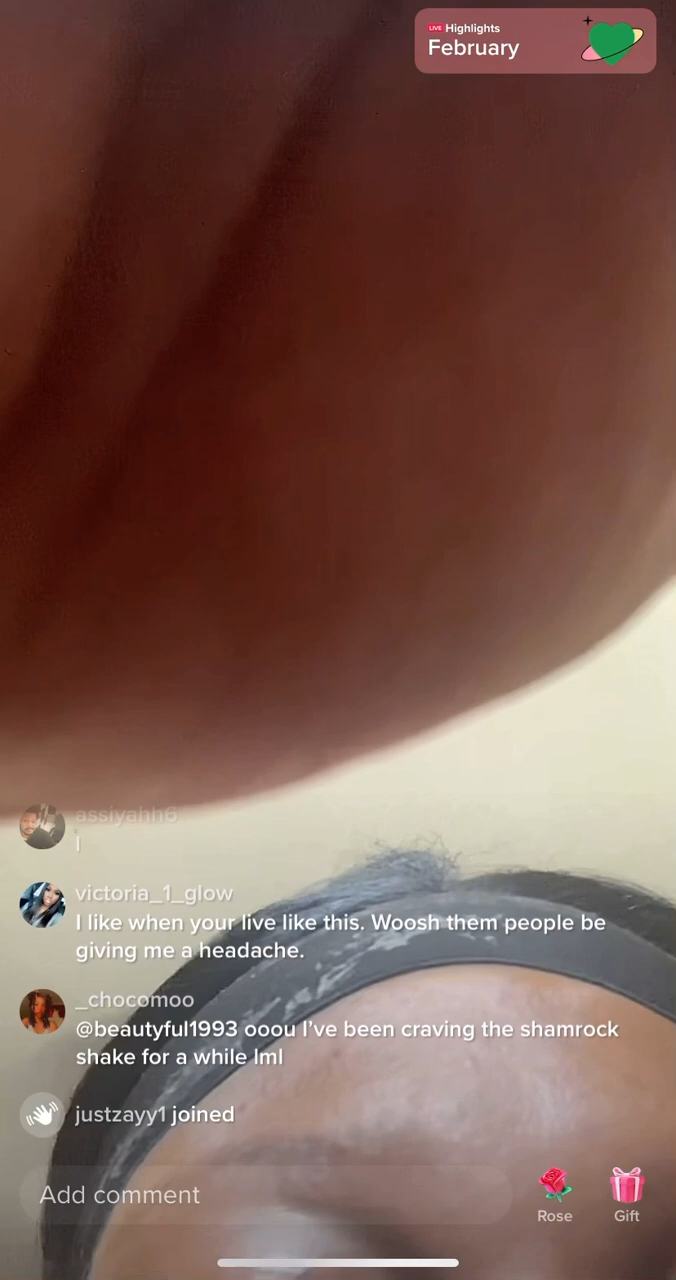 LIVE Highlights
February
assiyahh6
I
victoria_1_glow
I like when your live like this. Woosh them people be
giving me a headache.
_chocomoo
@beautyful1993 ooou I've been craving the shamrock
shake for a while lml
justzayy1 joined
Add comment
Rose
Gift